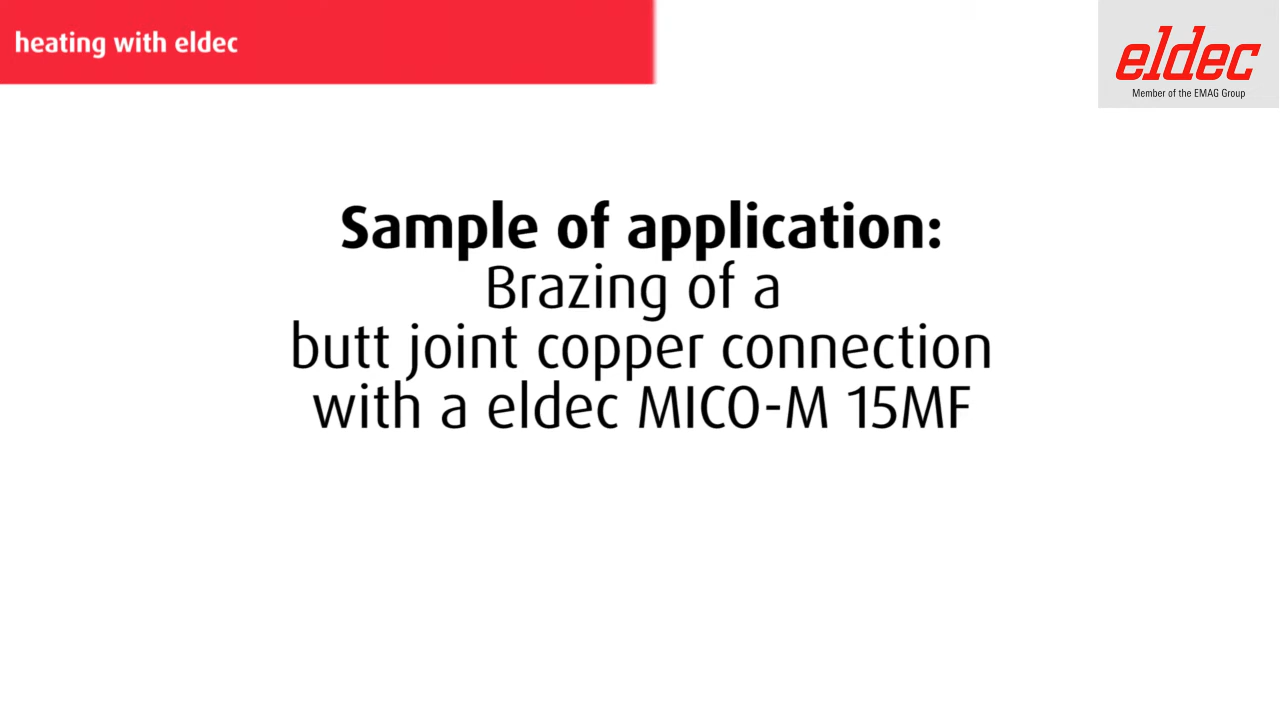 heating with eldec
eldec
Member of the EMAG Group
Sample of application:
Brazing of a
butt joint copper connection
with a eldec MICO-M 15MF